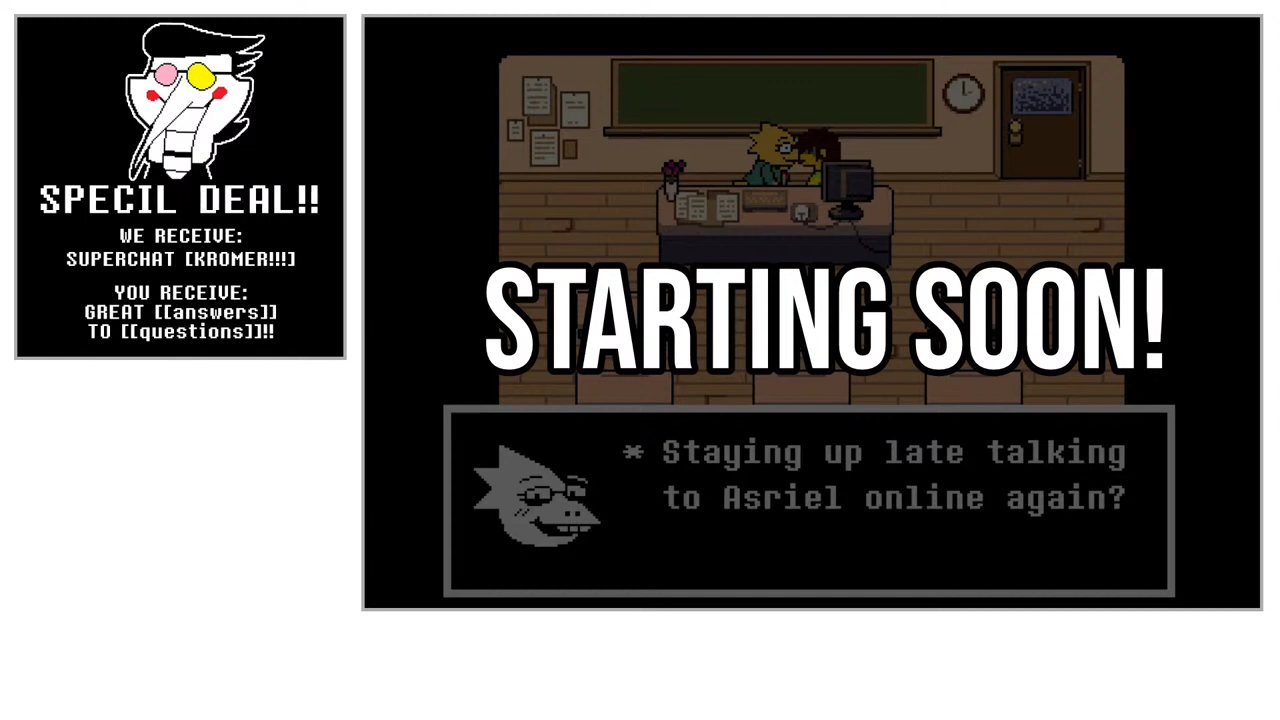 SPECIL DEAL!!
WE RECEIVE:
SUPERCHAT [KROMER!!!]
YOU RECEIVE:
GREAT [[answers]]
TO [[questions]]!!
STARTING SOON!
* Staying up late talking
to Asriel online again?